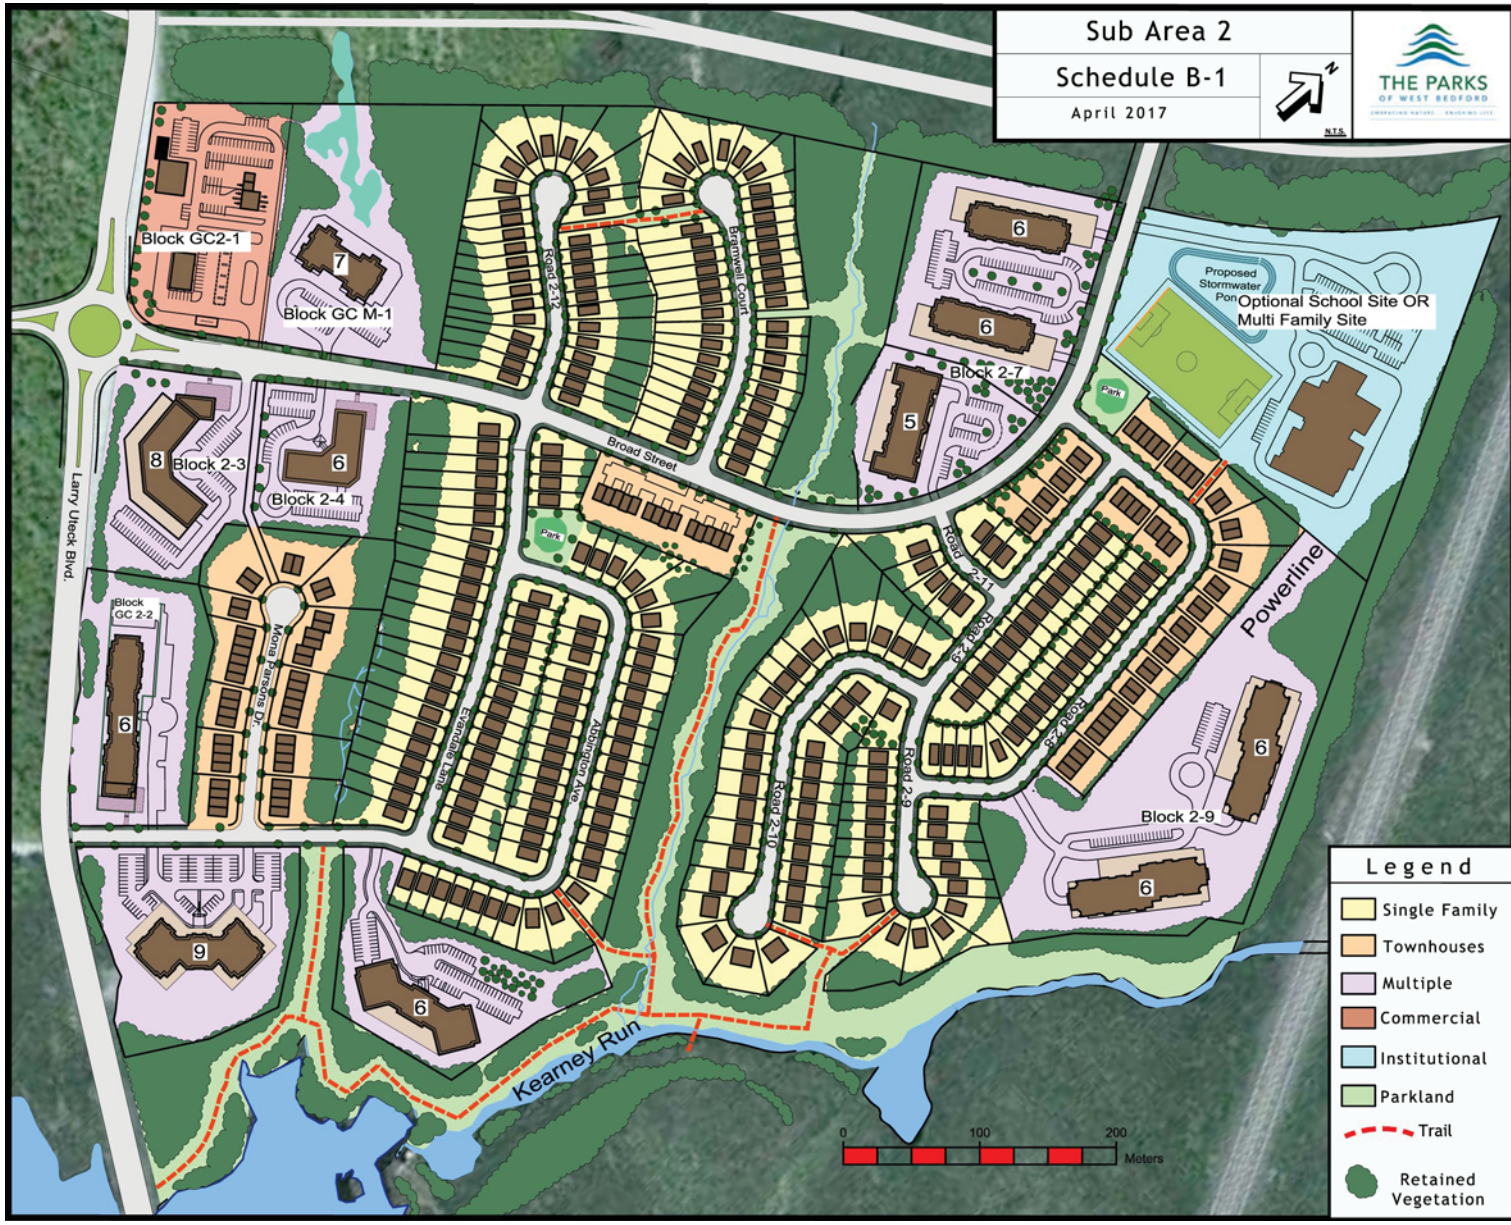 Sub Area 2
Schedule B-1
April 2017
N
N.T.S.
THE PARKS
OF WEST BEDFORD
Block GC2-1
7
Block GC M-1
Road 2-12
Bramwell Court
6
6
Block 2-7
5
Proposed
Stormwater
Pon
Optional School Site OR
Multi Family Site
Park
8
Block 2-3
6
Block 2-4
Larry Uteck Blvd.
Broad Street
Park
Road
2-11
Road 2-9
Powerline
Block
GC 2-2
6
Mona Parsons Dr.
Evandale Lane
Abbington Ave.
Road 2-10
Road 2-9
Road 2-8
6
Block 2-9
6
9
6
Kearney Run
0
100
200
Meters
Legend
Single Family
Townhouses
Multiple
Commercial
Institutional
Parkland
Trail
Retained
Vegetation